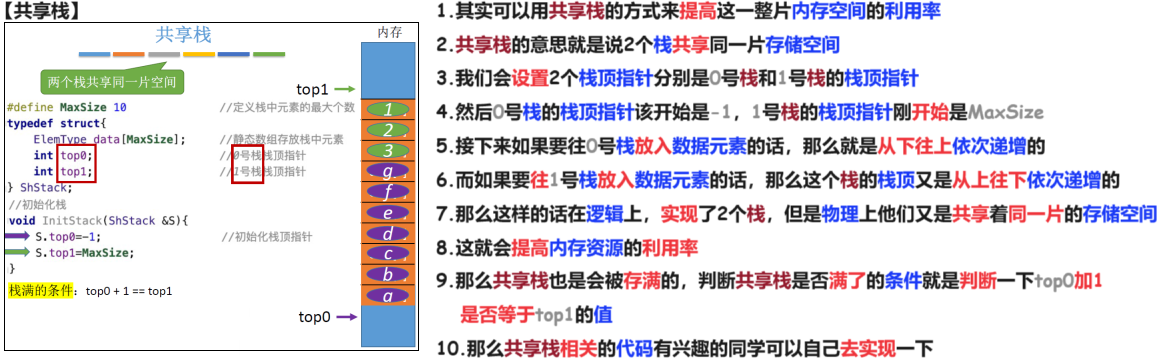 【共享栈】
共享栈
内存
两个栈共享同一片空间
top1
#define MaxSize 10 //定义栈中元素的最大个数
typedef struct{
ElemType data[MaxSize]; //静态数组存放栈中元素
int top0; //0号栈栈顶指针
int top1; //1号栈栈顶指针
} ShStack;
//初始化栈
void InitStack(ShStack &S){
S.top0=-1; //初始化栈顶指针
S.top1=MaxSize;
}
栈满的条件：top0 + 1 == top1
1
2
3
g
f
e
d
c
b
a
top0
1.其实可以用共享栈的方式来提高这一整片内存空间的利用率
2.共享栈的意思就是说2个栈共享同一片存储空间
3.我们会设置2个栈顶指针分别是0号栈和1号栈的栈顶指针
4.然后0号栈的栈顶指针该开始是-1，1号栈的栈顶指针刚开始是MaxSize
5.接下来如果要往0号栈放入数据元素的话，那么就是从下往上依次递增的
6.而如果要往1号栈放入数据元素的话，那么这个栈的栈顶又是从上往下依次递增的
7.那么这样的话在逻辑上，实现了2个栈，但是物理上他们又是共享着同一片的存储空间
8.这就会提高内存资源的利用率
9.那么共享栈也是会被存满的，判断共享栈是否满了的条件就是判断一下top0加1
是否等于top1的值
10.那么共享栈相关的代码有兴趣的同学可以自己去实现一下